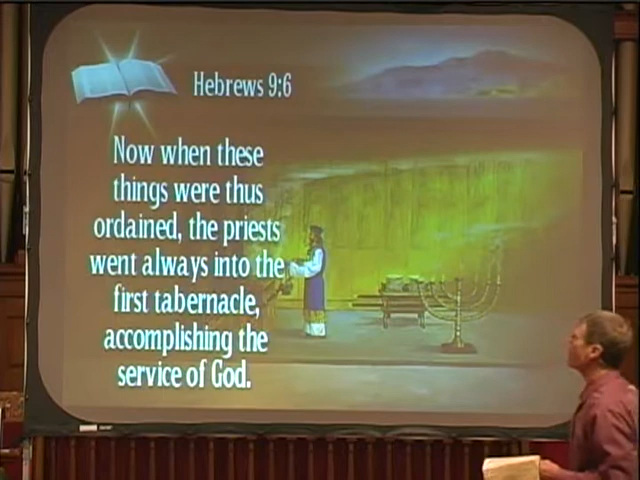 Hebrews 9:6
Now when these
things were thus
ordained, the priests
went always into the
first tabernacle,
accomplishing the
service of God.